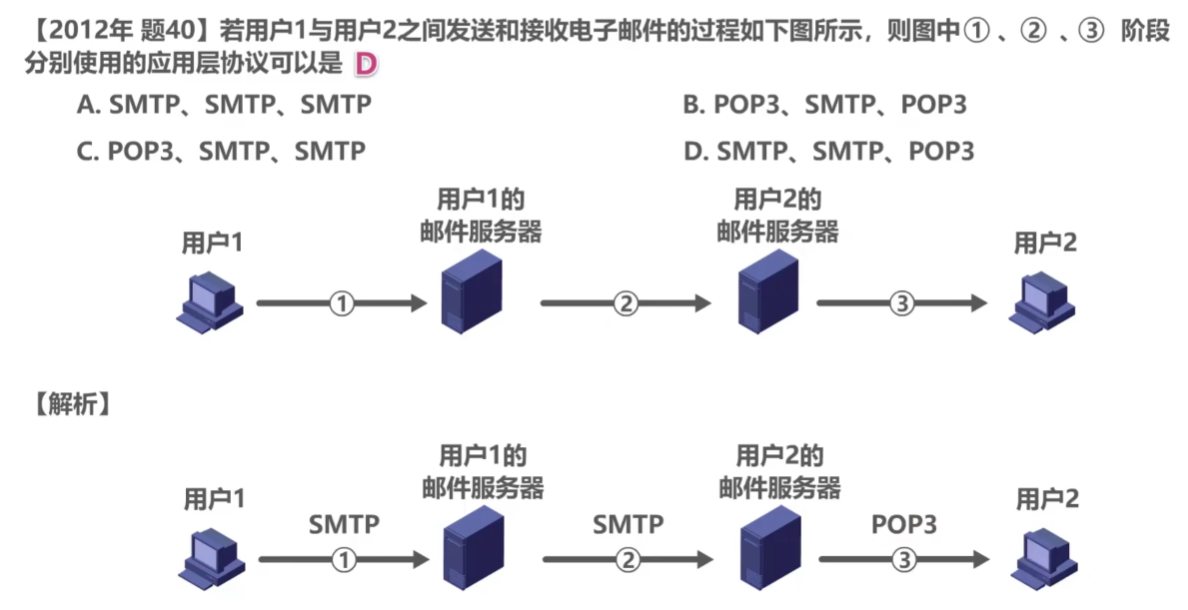 【2012年 题40】若用户1与用户2之间发送和接收电子邮件的过程如下图所示，则图中①、②、③ 阶段
分别使用的应用层协议可以是 D
A. SMTP、SMTP、SMTP
B. POP3、SMTP、POP3
C. POP3、SMTP、SMTP
D. SMTP、SMTP、POP3
用户1
用户1的
邮件服务器
用户2的
邮件服务器
用户2
①
②
③
【解析】
用户1
用户1的
邮件服务器
用户2的
邮件服务器
用户2
SMTP
①
SMTP
②
POP3
③